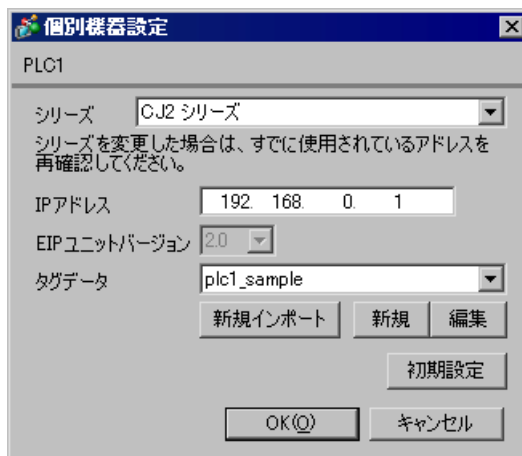 個別機器設定
PLC1
シリーズ CJ2 シリーズ
シリーズを変更した場合は、すでに使用されているアドレスを
再確認してください。
IPアドレス 192. 168. 0. 1
EIPユニットバージョン 2.0
タグデータ plc1_sample
新規インポート 新規 編集
初期設定
OK(O) キャンセル